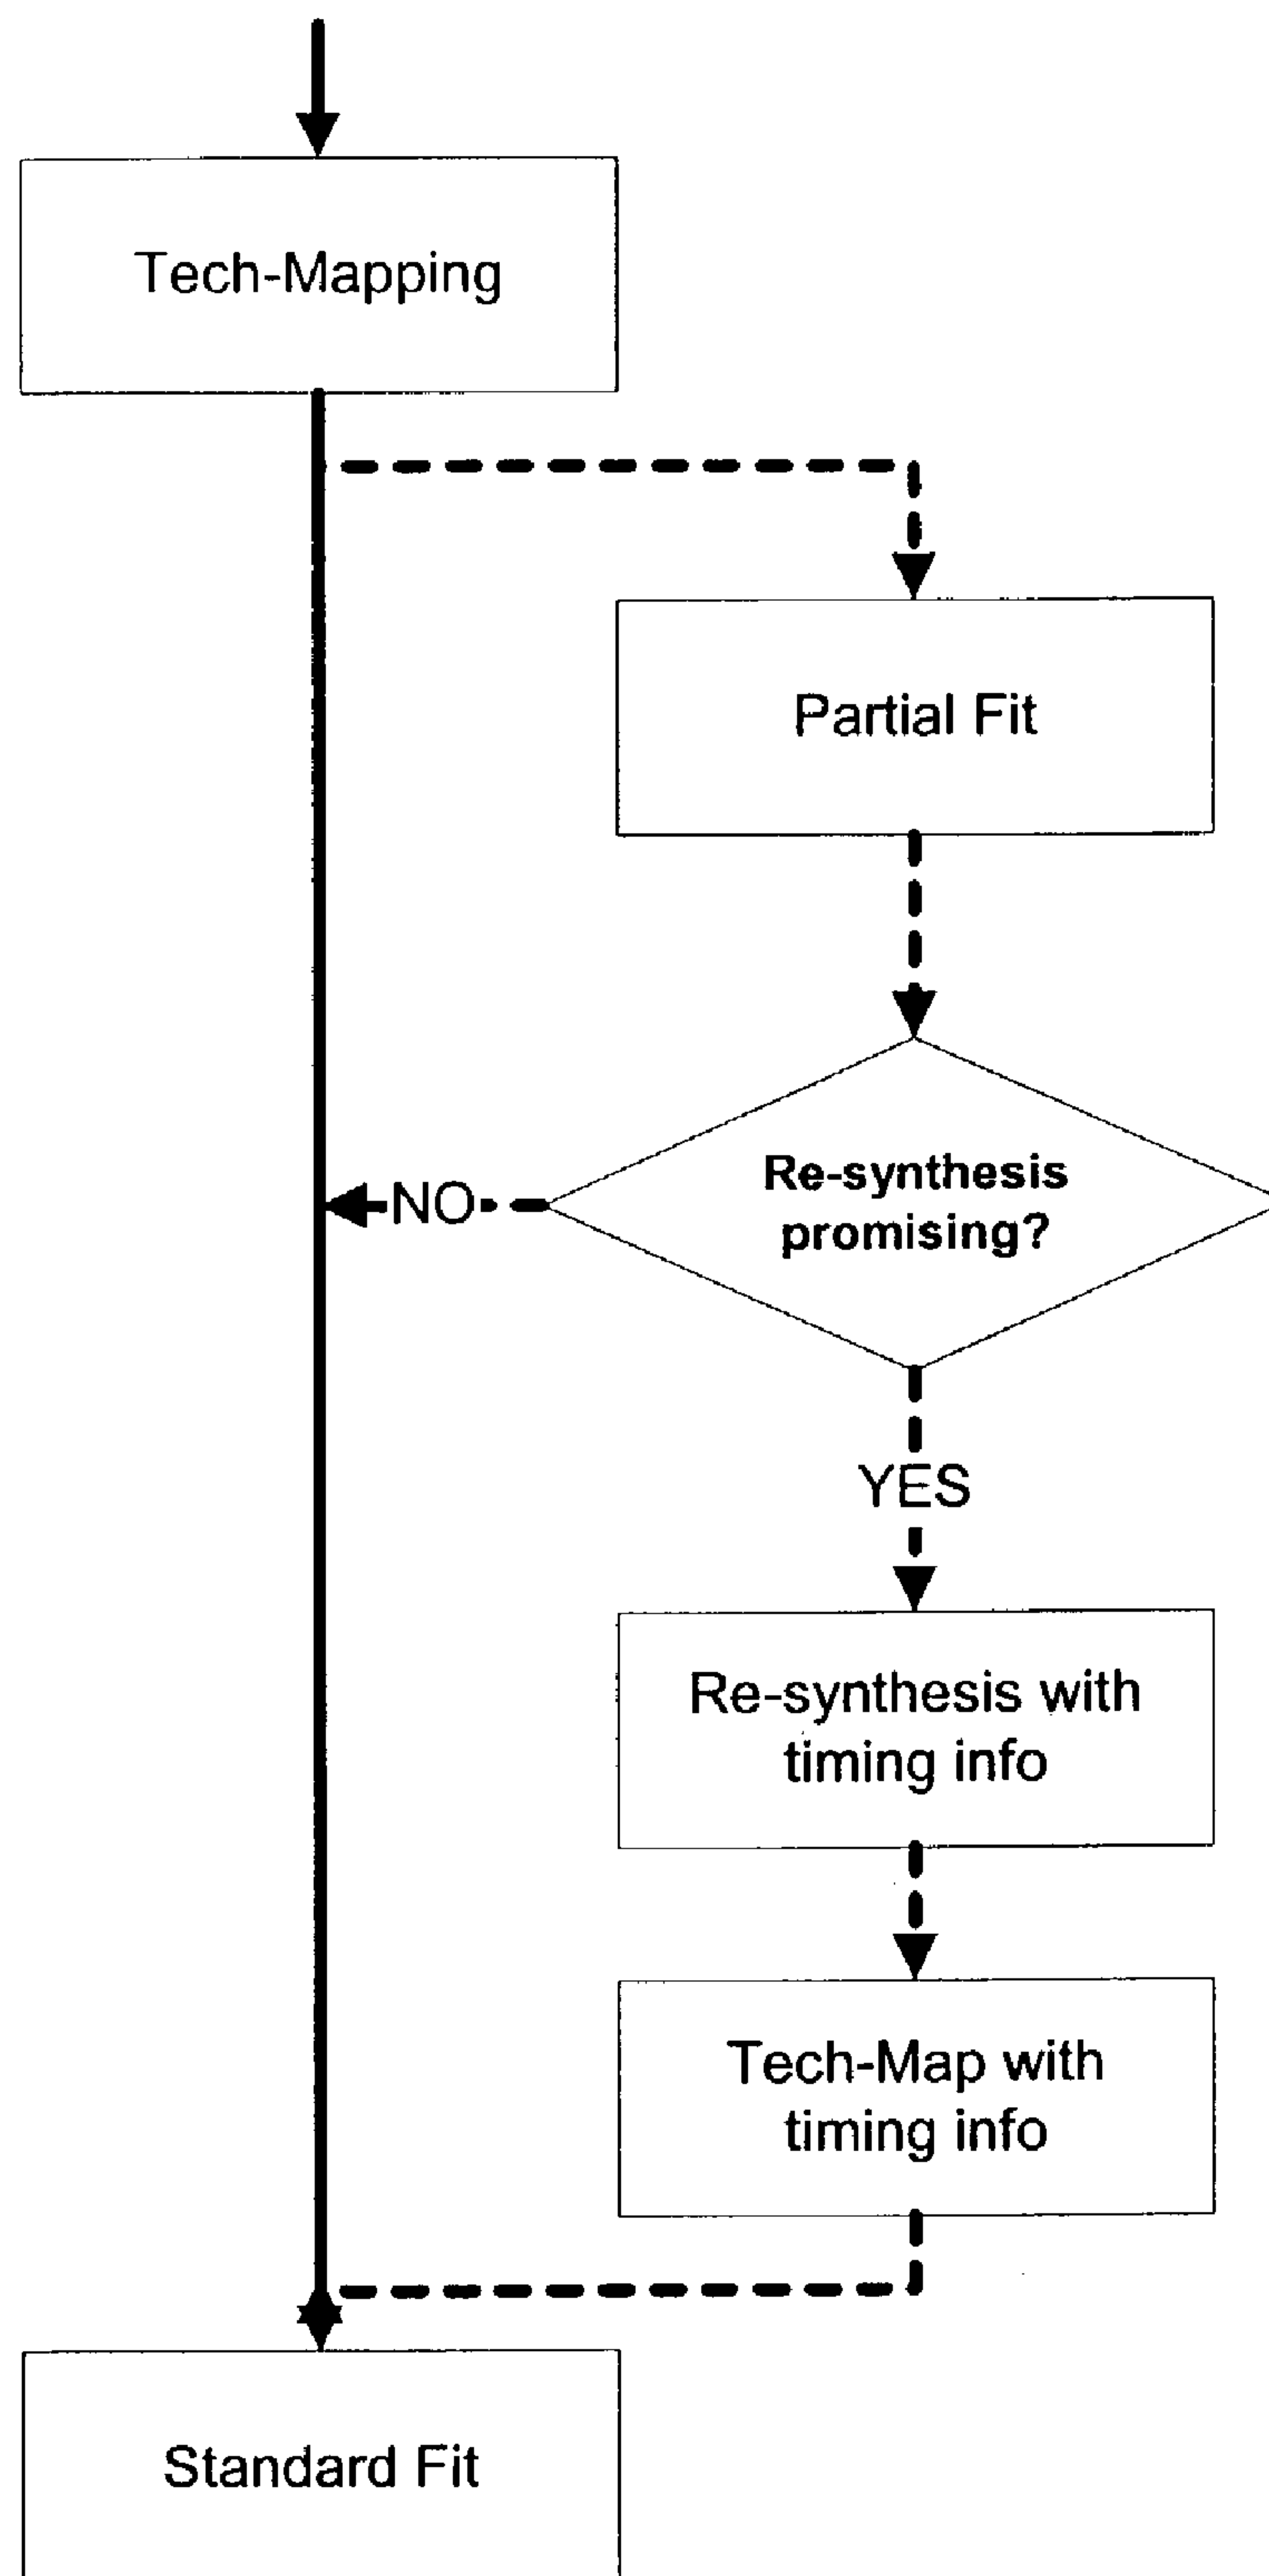 Tech-Mapping
Partial Fit
Re-synthesis
promising?
NO
YES
Re-synthesis with
timing info
Tech-Map with
timing info
Standard Fit